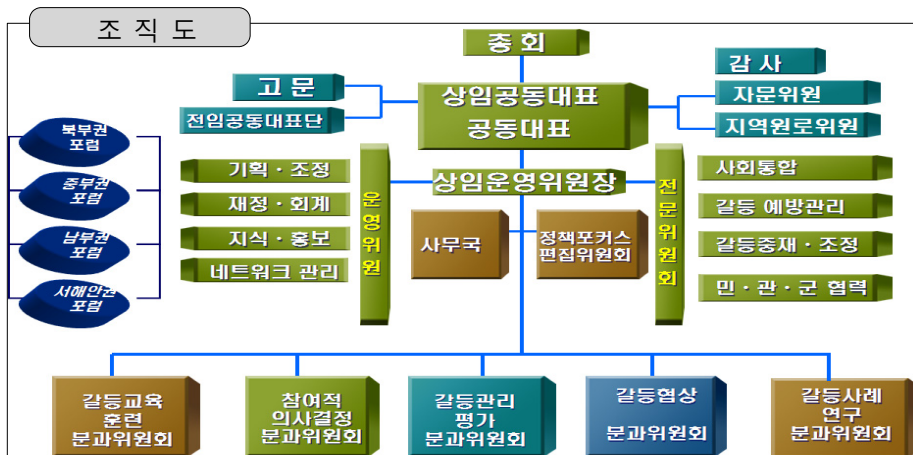 조 직 도
총 회
고 문
전임공동대표단
상임공동대표
공동대표
감 사
자문위원
지역원로위원
북부권
포럼
중부권
포럼
남부권
포럼
서해안권
포럼
기획 · 조정
재정 · 회계
지식 · 홍보
네트워크 관리
운영위원
상임운영위원장
사무국
정책포커스
편집위원회
전문위원회
사회통합
갈등 예방관리
갈등중재 · 조정
민 · 관 · 군 협력
갈등교육
훈련
분과위원회
참여적
의사결정
분과위원회
갈등관리
평가
분과위원회
갈등협상
분과위원회
갈등사례
연구
분과위원회